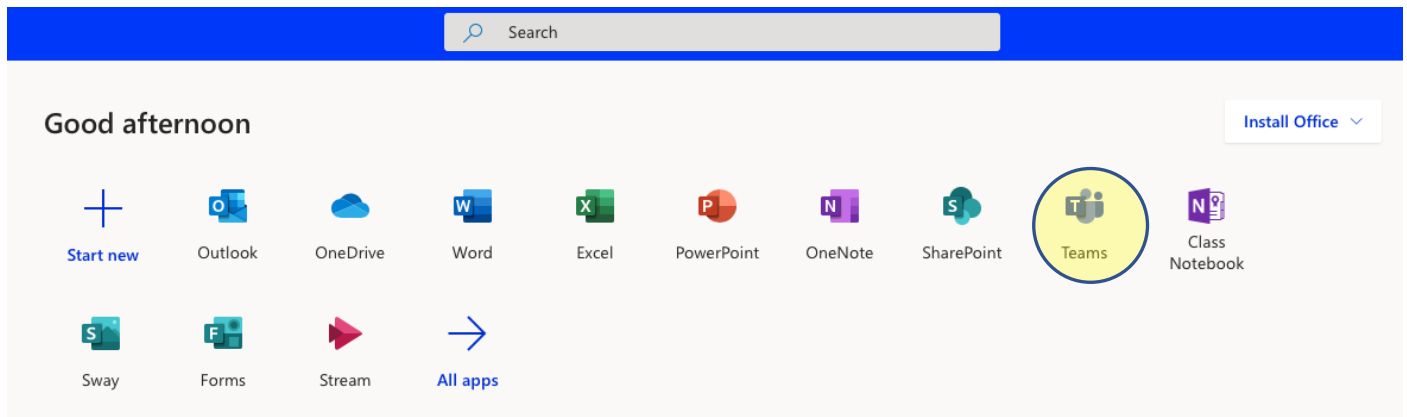 Search
Good afternoon
Install Office
Start new
Outlook
OneDrive
Word
Excel
PowerPoint
OneNote
SharePoint
Teams
Class
Notebook
Sway
Forms
Stream
All apps